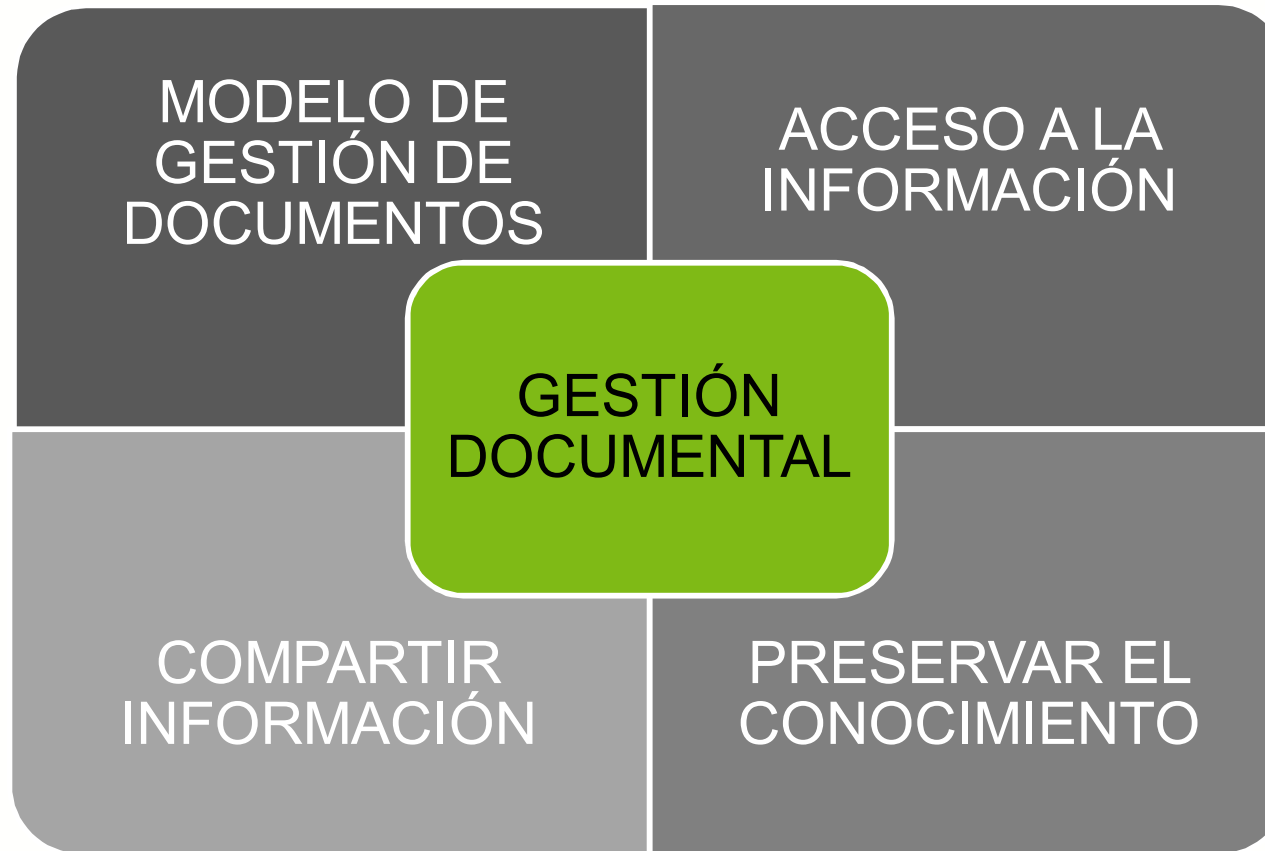 MODELO DE
GESTIÓN DE
DOCUMENTOS
ACCESO A LA
INFORMACIÓN
GESTIÓN
DOCUMENTAL
COMPARTIR
INFORMACIÓN
PRESERVAR EL
CONOCIMIENTO